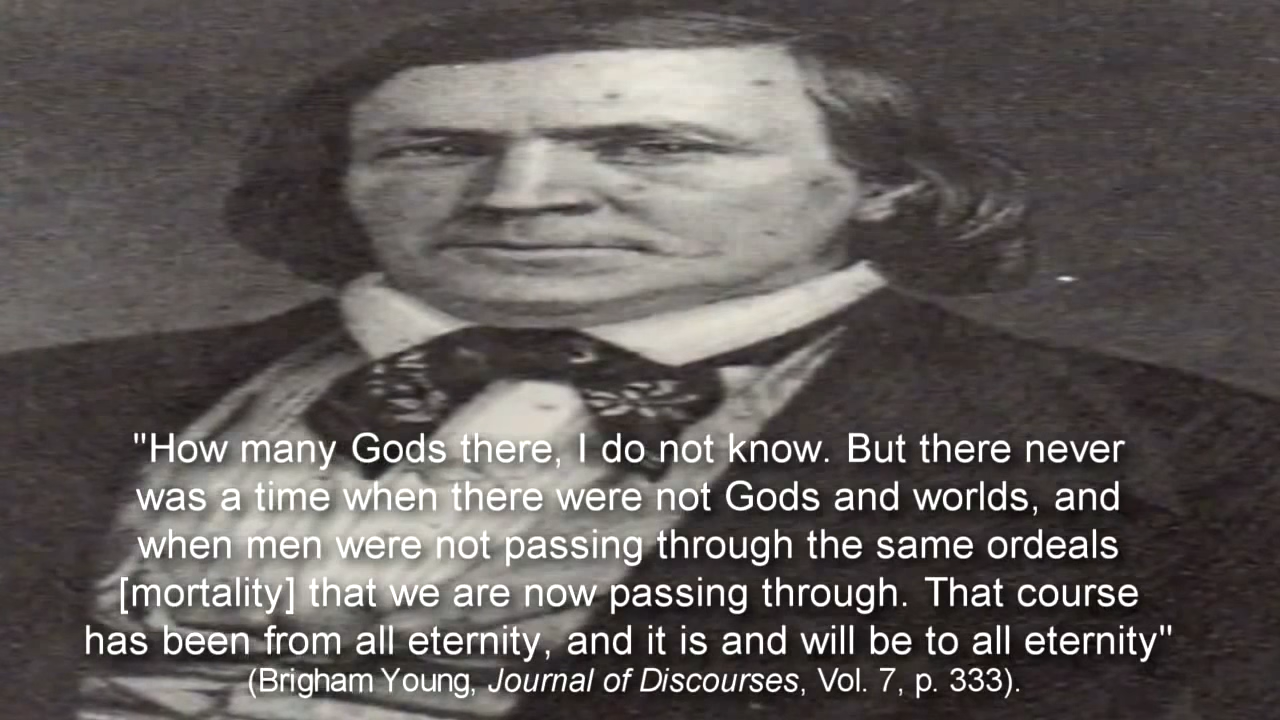 "How many Gods there, I do not know. But there never
was a time when there were not Gods and worlds, and
when men were not passing through the same ordeals
[mortality] that we are now passing through. That course
has been from all eternity, and it is and will be to all eternity"
(Brigham Young, Journal of Discourses, Vol. 7, p. 333).